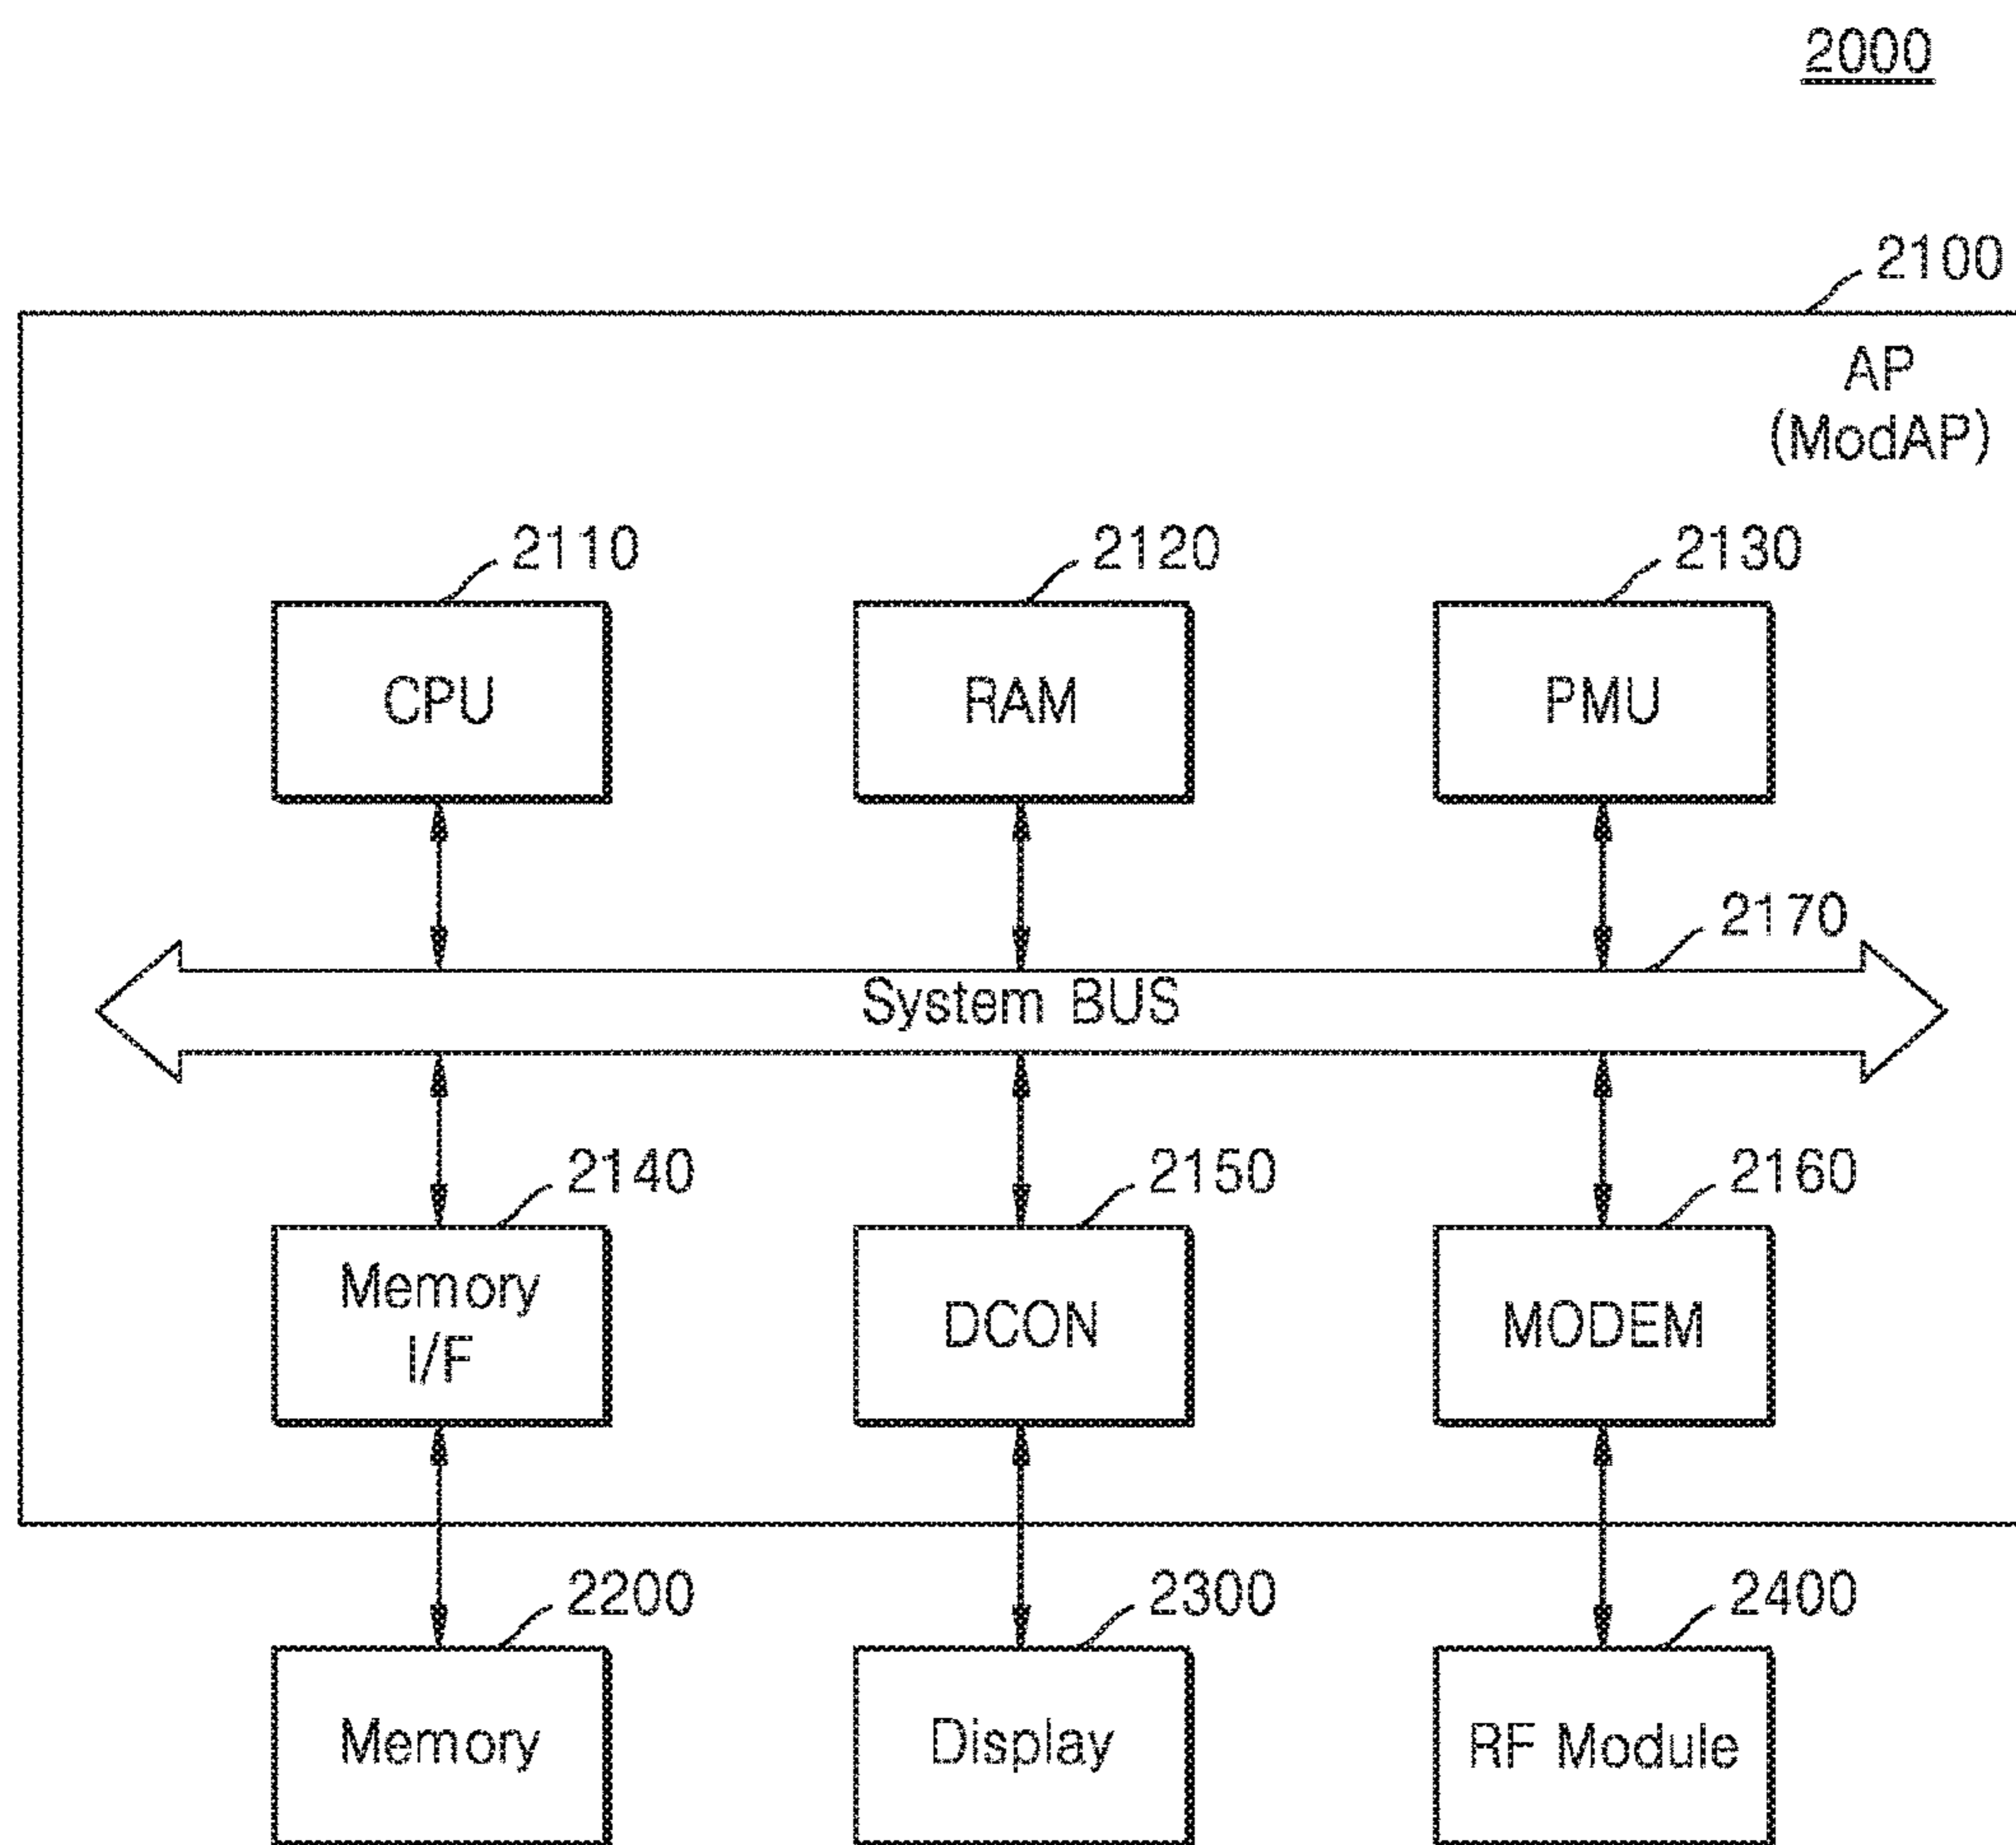 2000
2100
AP
(ModAP)
2110
2120
2130
CPU
RAM
PMU
2170
System BUS
2140
2150
2160
Memory
I/F
DCON
MODEM
2200
2300
2400
Memory
Display
RF Module